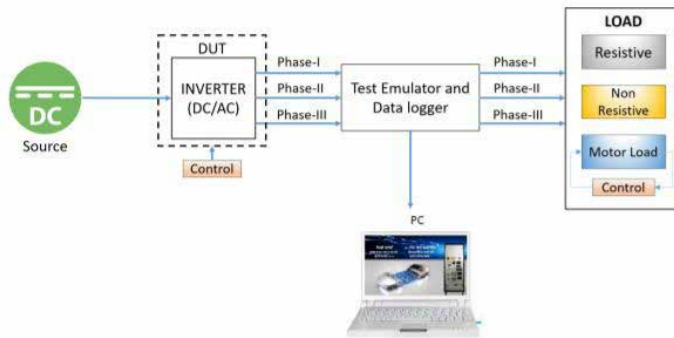 DC
Source
DUT
INVERTER
(DC/AC)
Control
Phase-I
Phase-II
Phase-III
Test Emulator and
Data logger
Phase-I
Phase-II
Phase-III
LOAD
Resistive
Non
Resistive
Motor Load
Control
PC